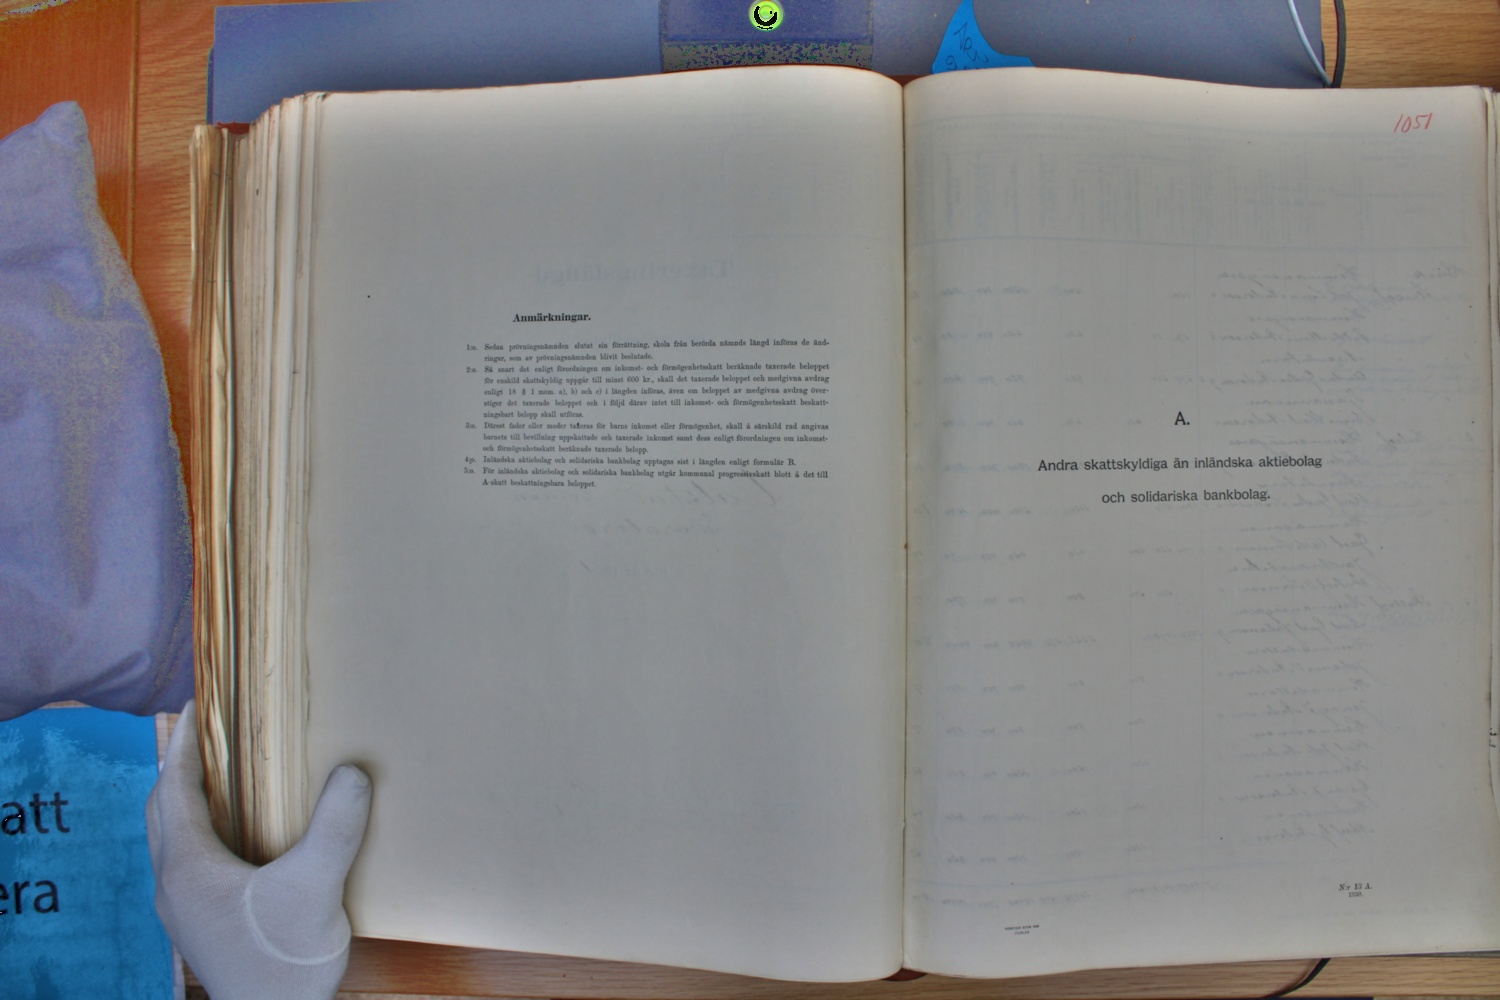 Anmärkningar.
1:o. Sedan prövningsnämnden slutat sin förrättning, skola från berörda nämnds längd införas de änd-
ringar, som av prövningsnämnden blivit beslutade.
2:o. Så snart det enligt förordningen om inkomst- och förmögenhetsskatt beräknade taxerade beloppet
för enskild skattskyldig uppgår till minst 600 kr., skall det taxerade beloppet och medgivna avdrag
enligt 18 § 1 mom. a), b) och c) i längden införas, även om beloppet av medgivna avdrag över-
stiger det taxerade beloppet och i följd därav intet till inkomst- och förmögenhetsskatt beskatt-
ningsbart belopp skall utföras.
3:o. Därest fader eller moder taxeras för barns inkomst eller förmögenhet, skall å särskild rad angivas
barnets till bevillning uppskattade och taxerade inkomst samt dess enligt förordningen om inkomst-
och förmögenhetsskatt beräknade taxerade belopp.
4:o. Inländska aktiebolag och solidariska bankbolag upptagas sist i längden enligt formulär B.
5:o. För inländska aktiebolag och solidariska bankbolag utgår kommunal progressivskatt blott å det till
A-skatt beskattningsbara beloppet.
1051
A.
Andra skattskyldiga än inländska aktiebolag
och solidariska bankbolag.
N:r 13 A.
att
era